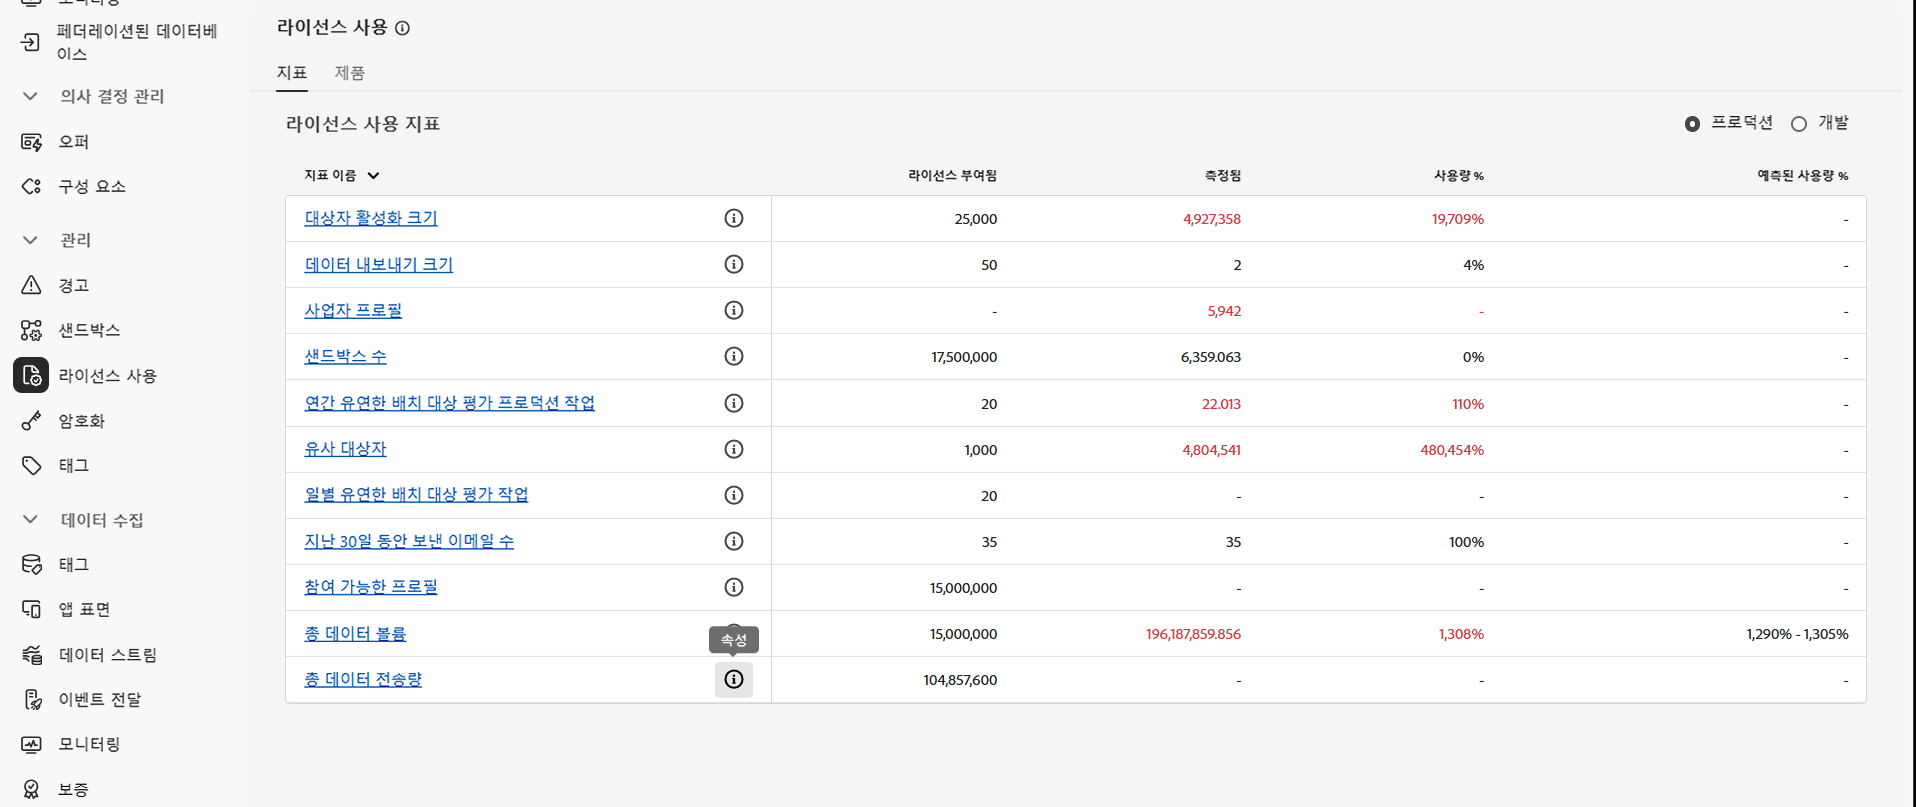 페더레이션된 데이터베
이스
의사 결정 관리
오퍼
구성 요소
관리
경고
샌드박스
라이선스 사용
암호화
태그
데이터 수집
태그
앱 표면
데이터 스트림
이벤트 전달
모니터링
보증
라이선스 사용
지표 제품
라이선스 사용 지표
프로덕션 개발
지표 이름 라이선스 부여됨 측정됨 사용량 % 예측된 사용량 %
대상자 활성화 크기 25,000 4,927,358 19,709% -
데이터 내보내기 크기 50 2 4% -
사업자 프로필 - 5,942 - -
샌드박스 수 17,500,000 6,359.063 0% -
연간 유연한 배치 대상 평가 프로덕션 작업 20 22.013 110% -
유사 대상자 1,000 4,804,541 480,454% -
일별 유연한 배치 대상 평가 작업 20 - - -
지난 30일 동안 보낸 이메일 수 35 35 100% -
참여 가능한 프로필 15,000,000 - - -
총 데이터 볼륨 15,000,000 196,187,859.856 1,308% 1,290% - 1,305%
속성
총 데이터 전송량 104,857,600 - - -